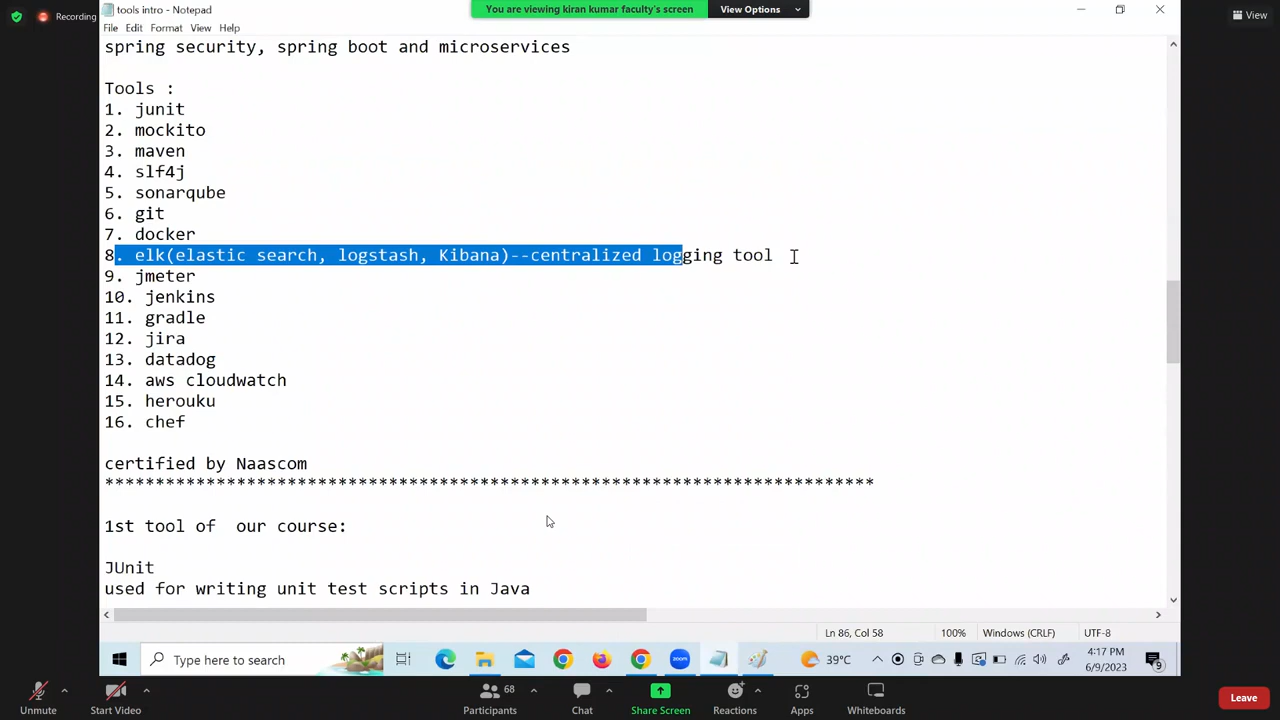 Recording
tools intro - Notepad
You are viewing kiran kumar faculty's screen
View Options
View
File Edit Format View Help
spring security, spring boot and microservices
Tools :
1. junit
2. mockito
3. maven
4. slf4j
5. sonarqube
6. git
7. docker
8. elk(elastic search, logstash, Kibana)--centralized logging tool
9. jmeter
10. jenkins
11. gradle
12. jira
13. datadog
14. aws cloudwatch
15. herouku
16. chef
certified by Naascom
****************************************************************************
1st tool of  our course:
JUnit
used for writing unit test scripts in Java
Ln 86, Col 58
100%
Windows (CRLF)
UTF-8
Type here to search
zoom
39°C
4:17 PM
6/9/2023
9
Unmute
Start Video
68
Participants
Chat
Share Screen
Reactions
Apps
Whiteboards
Leave